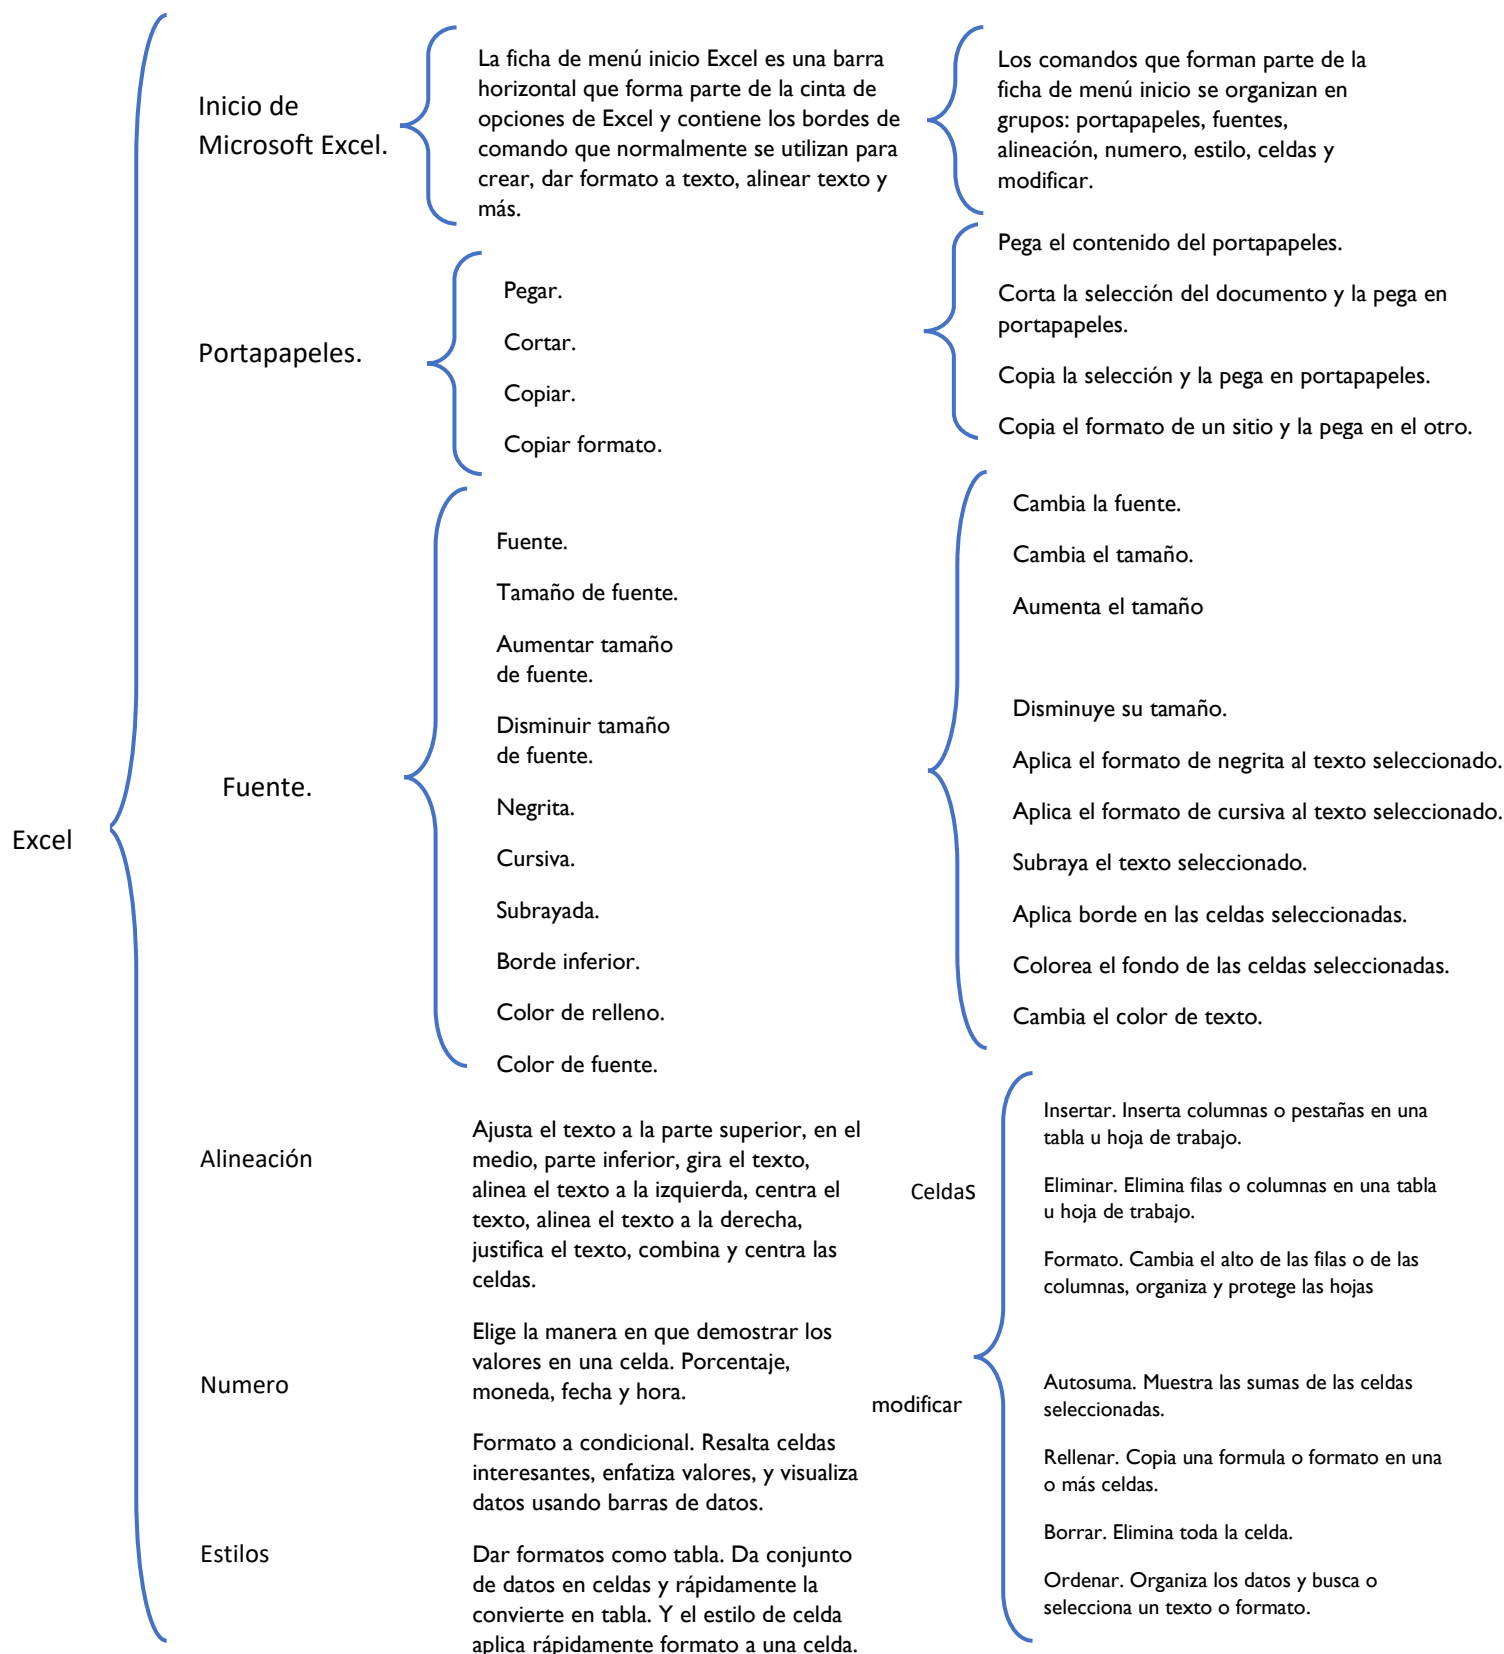 Excel
Inicio de
Microsoft Excel.
La ficha de menú inicio Excel es una barra
horizontal que forma parte de la cinta de
opciones de Excel y contiene los bordes de
comando que normalmente se utilizan para
crear, dar formato a texto, alinear texto y
más.
Los comandos que forman parte de la
ficha de menú inicio se organizan en
grupos: portapapeles, fuentes,
alineación, numero, estilo, celdas y
modificar.
Portapapeles.
Pegar.
Cortar.
Copiar.
Copiar formato.
Pega el contenido del portapapeles.
Corta la selección del documento y la pega en
portapapeles.
Copia la selección y la pega en portapapeles.
Copia el formato de un sitio y la pega en el otro.
Fuente.
Fuente.
Tamaño de fuente.
Aumentar tamaño
de fuente.
Disminuir tamaño
de fuente.
Negrita.
Cursiva.
Subrayada.
Borde inferior.
Color de relleno.
Color de fuente.
Cambia la fuente.
Cambia el tamaño.
Aumenta el tamaño
Disminuye su tamaño.
Aplica el formato de negrita al texto seleccionado.
Aplica el formato de cursiva al texto seleccionado.
Subraya el texto seleccionado.
Aplica borde en las celdas seleccionadas.
Colorea el fondo de las celdas seleccionadas.
Cambia el color de texto.
Alineación
Ajusta el texto a la parte superior, en el
medio, parte inferior, gira el texto,
alinea el texto a la izquierda, centra el
texto, alinea el texto a la derecha,
justifica el texto, combina y centra las
celdas.
Numero
Elige la manera en que demostrar los
valores en una celda. Porcentaje,
moneda, fecha y hora.
Estilos
Formato a condicional. Resalta celdas
interesantes, enfatiza valores, y visualiza
datos usando barras de datos.
Dar formatos como tabla. Da conjunto
de datos en celdas y rápidamente la
convierte en tabla. Y el estilo de celda
aplica rápidamente formato a una celda.
Celdas
Insertar. Inserta columnas o pestañas en una
tabla u hoja de trabajo.
Eliminar. Elimina filas o columnas en una tabla
u hoja de trabajo.
Formato. Cambia el alto de las filas o de las
columnas, organiza y protege las hojas
modificar
Autosuma. Muestra las sumas de las celdas
seleccionadas.
Rellenar. Copia una formula o formato en una
o más celdas.
Borrar. Elimina toda la celda.
Ordenar. Organiza los datos y busca o
selecciona un texto o formato.